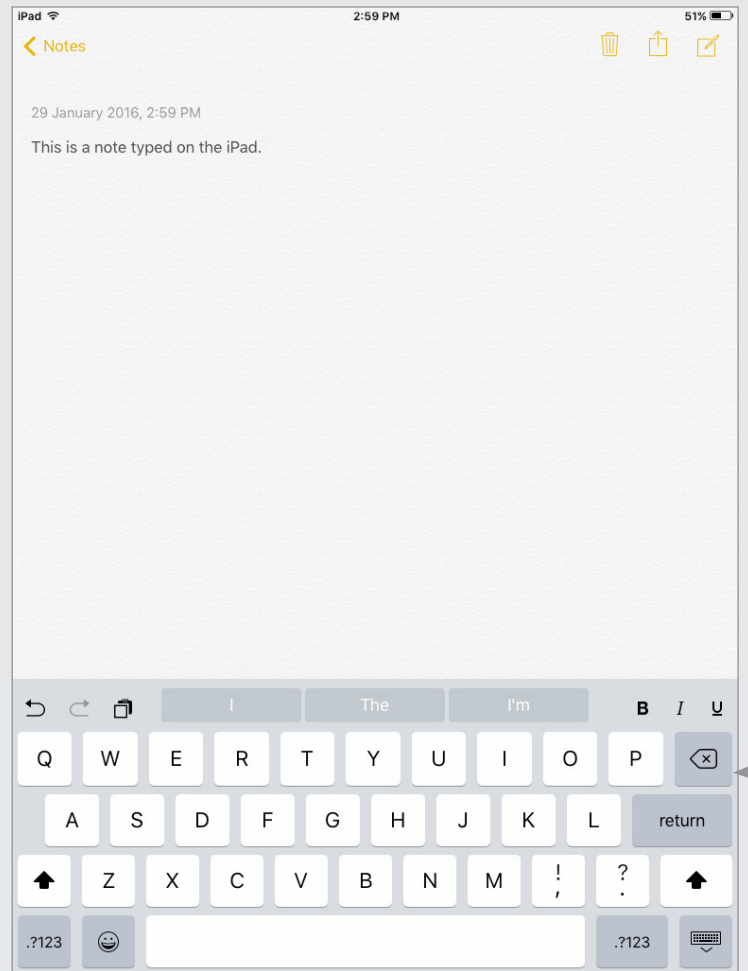 iPad 2:59 PM 51%
Notes
29 January 2016, 2:59 PM
This is a note typed on the iPad.
I The I'm B I U
Q W E R T Y U I O P
A S D F G H J K L return
Z X C V B N M ! , ? .
.?123 .?123